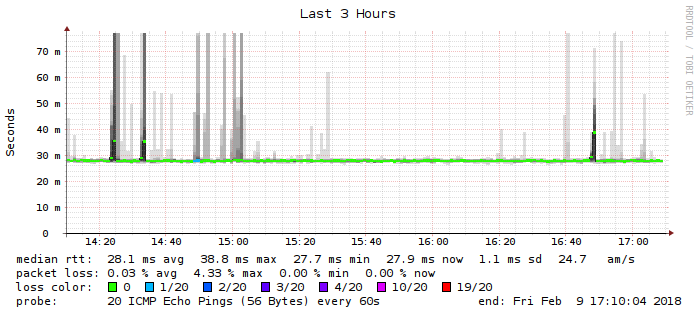 Last 3 Hours
RRDTOOL / TOBI OETIKER
Seconds
70 m
60 m
50 m
40 m
30 m
20 m
10 m
0
14:20 14:40 15:00 15:20 15:40 16:00 16:20 16:40 17:00
median rtt: 28.1 ms avg 38.8 ms max 27.7 ms min 27.9 ms now 1.1 ms sd 24.7 am/s
packet loss: 0.03 % avg 4.33 % max 0.00 % min 0.00 % now
loss color: 0 1/20 2/20 3/20 4/20 10/20 19/20
probe: 20 ICMP Echo Pings (56 Bytes) every 60s end: Fri Feb 9 17:10:04 2018